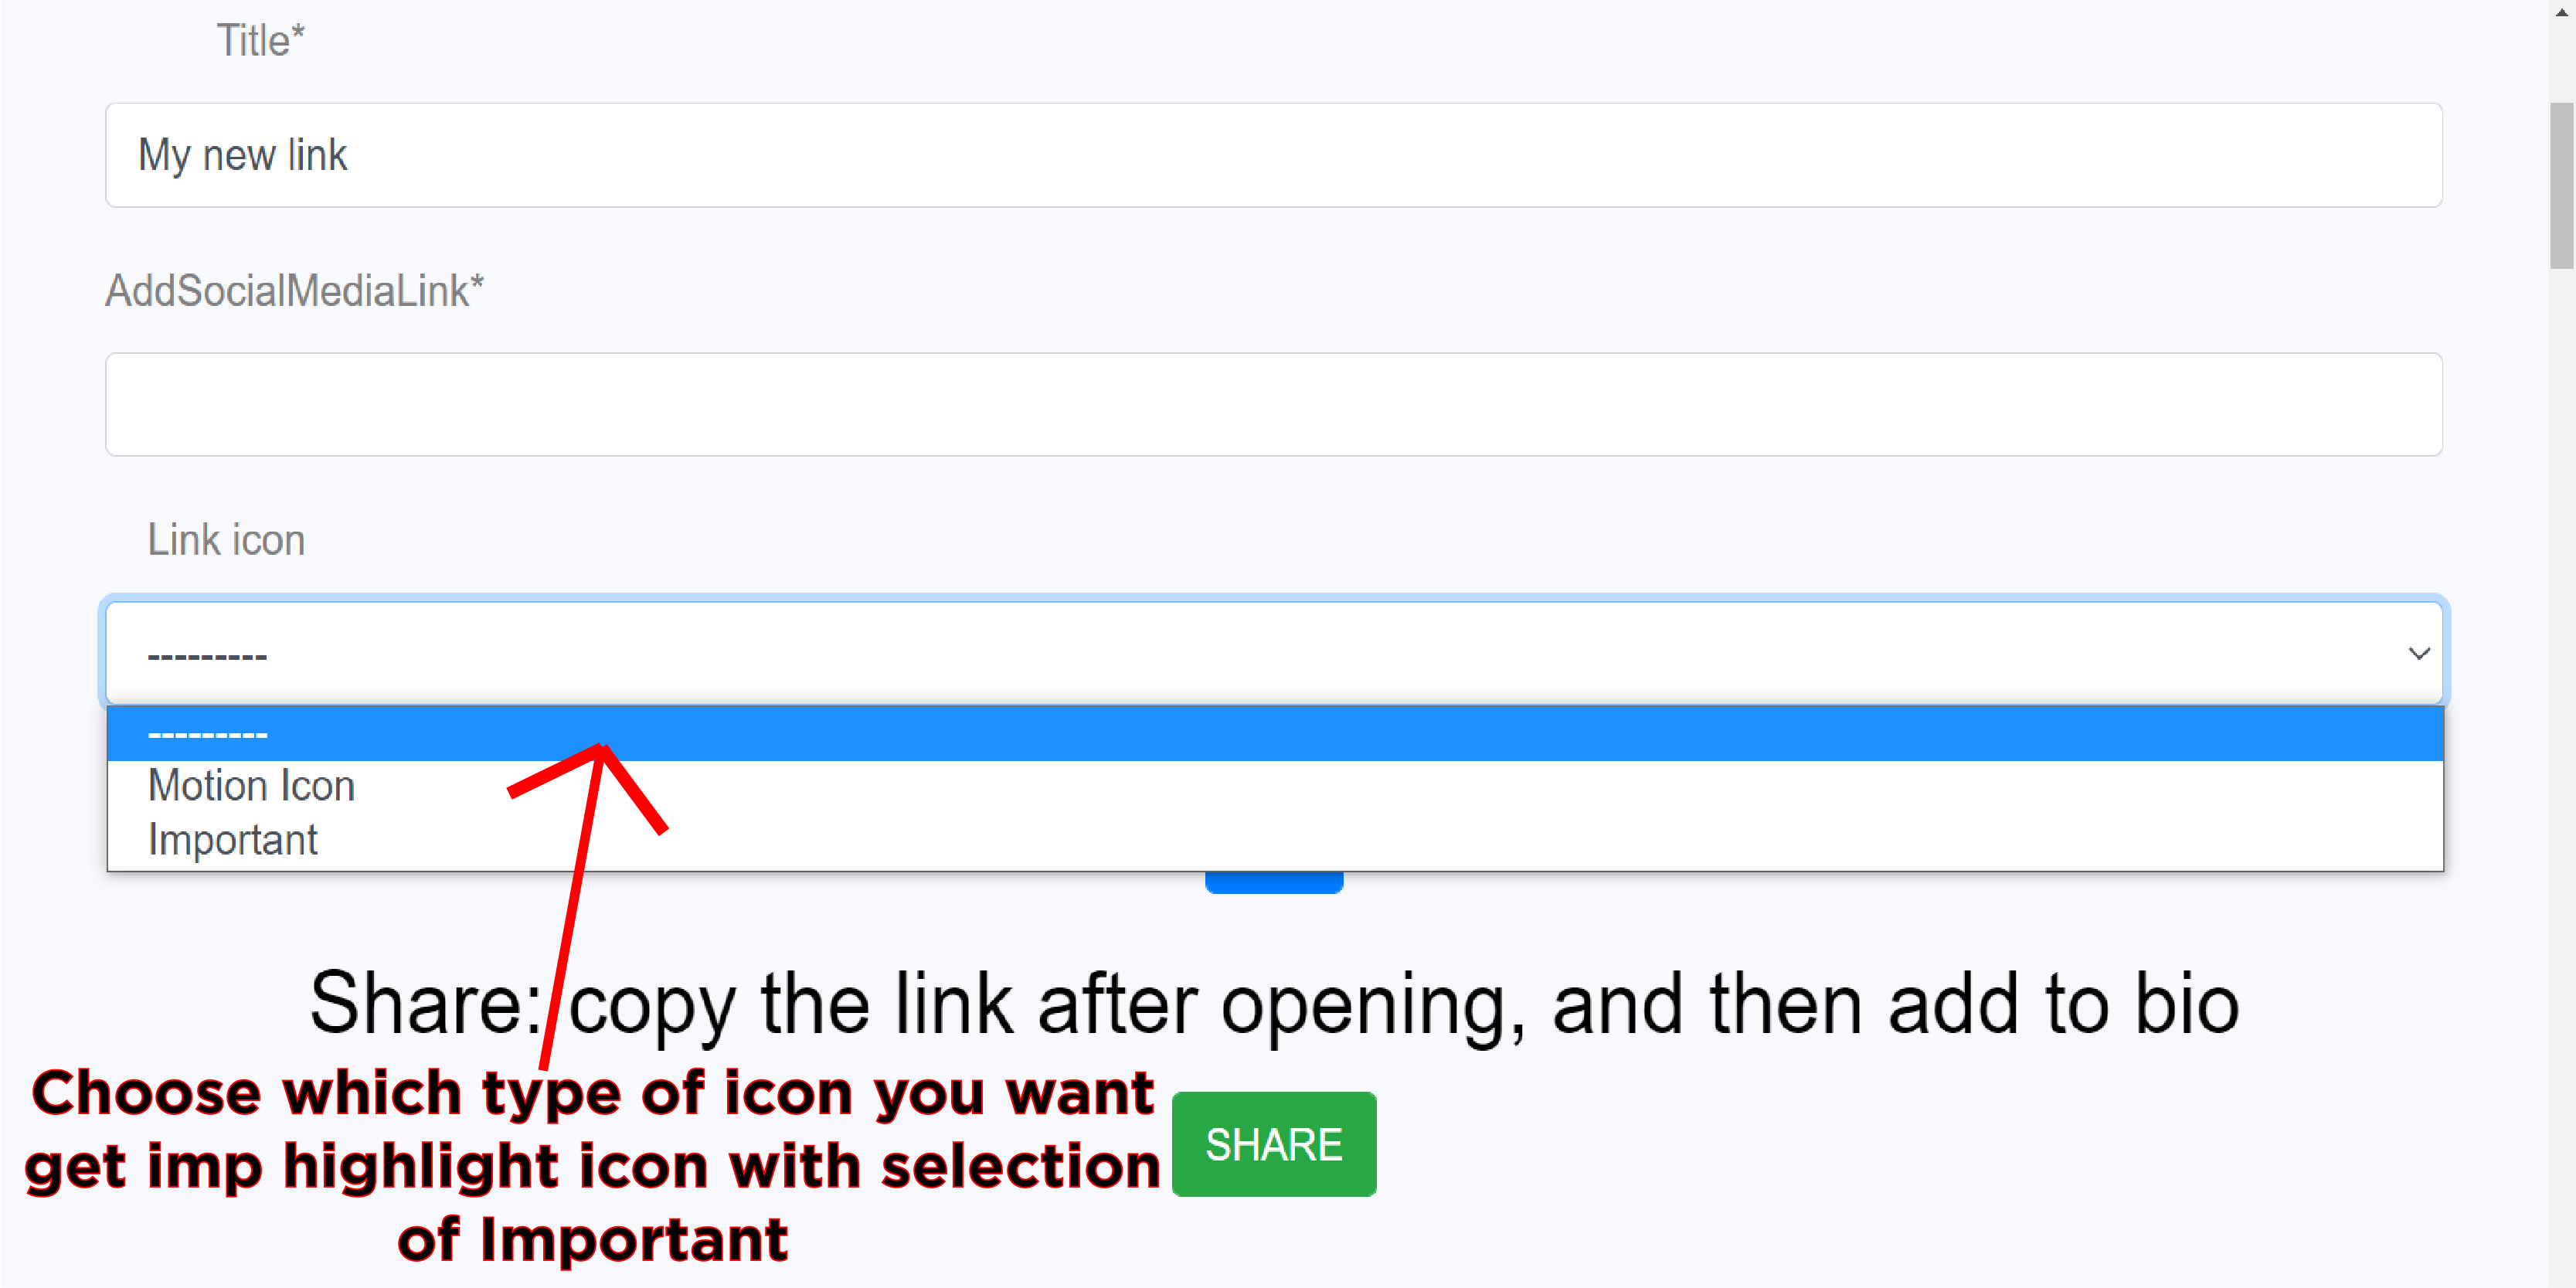 Title*
My new link
AddSocialMediaLink*
Link icon
---------
---------
Motion Icon
Important
Share: copy the link after opening, and then add to bio
Choose which type of icon you want
get imp highlight icon with selection
of Important
SHARE